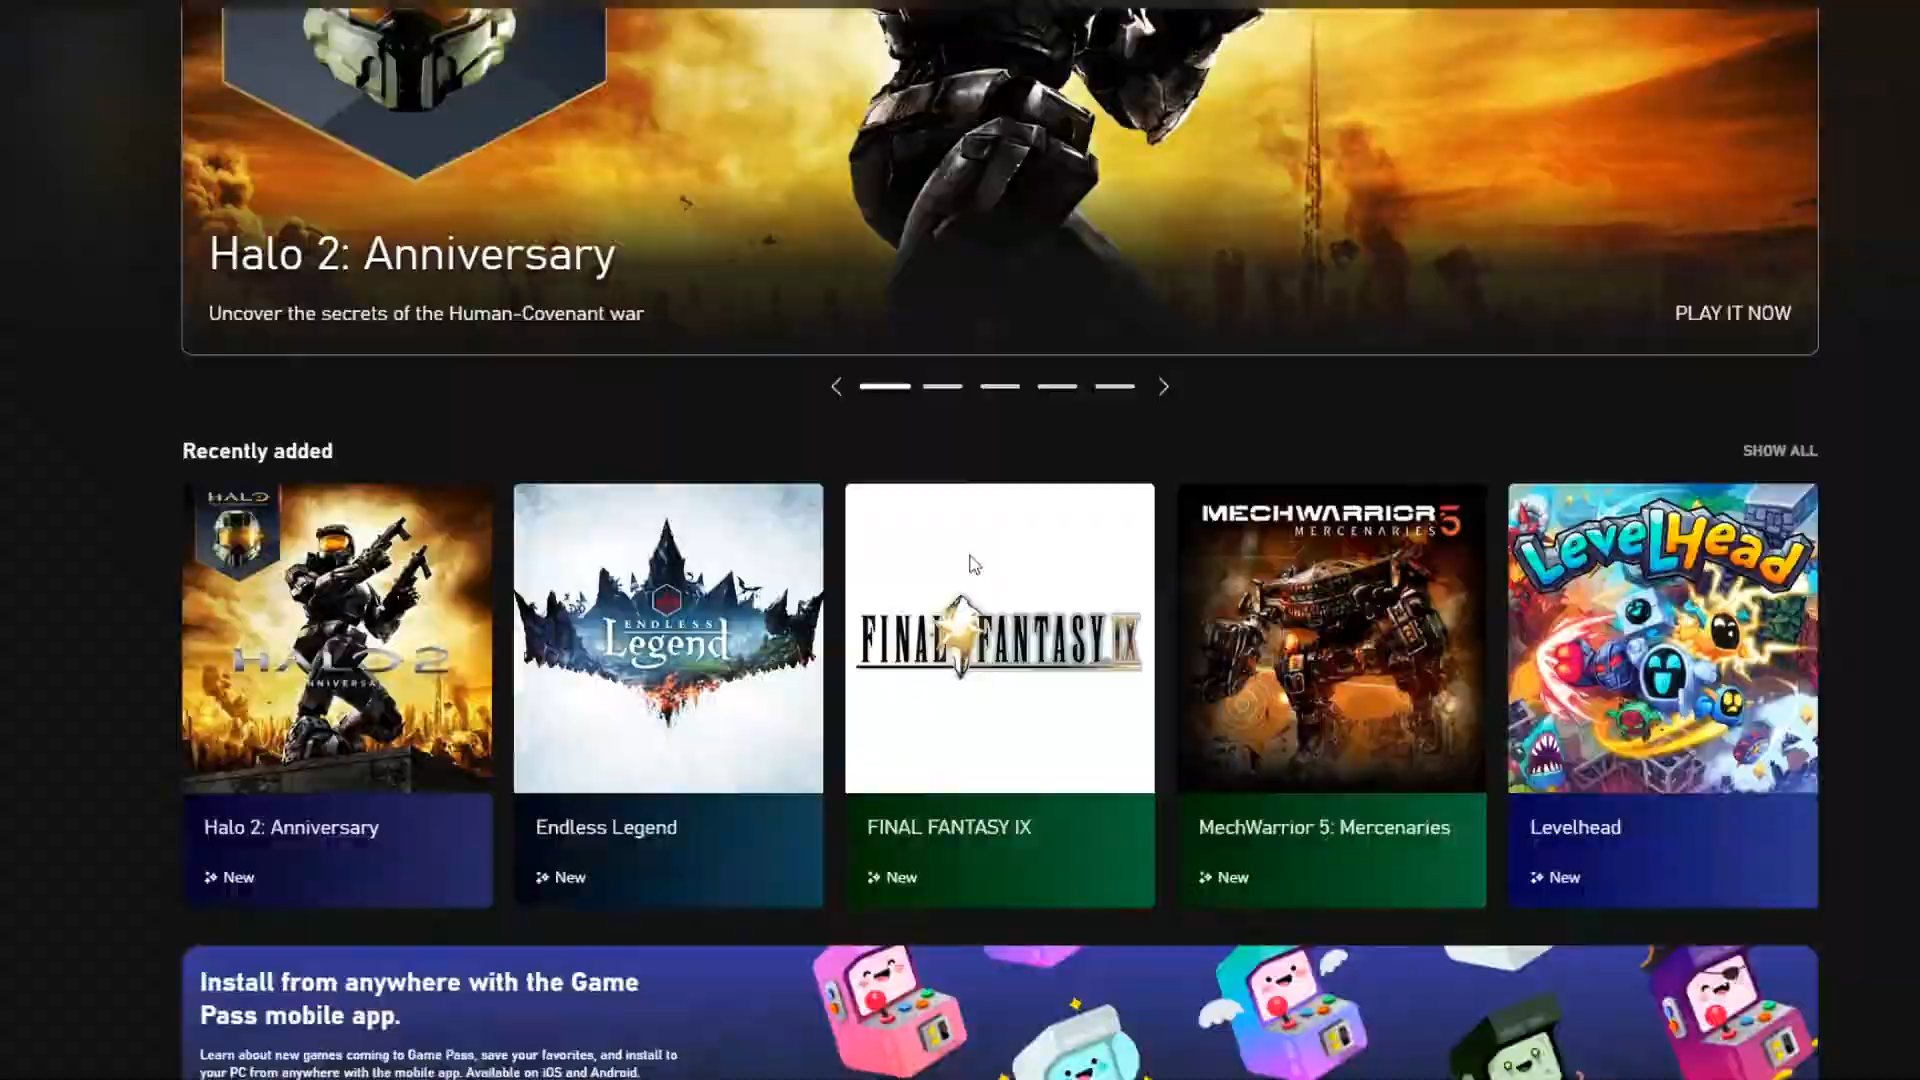 Halo 2: Anniversary
Uncover the secrets of the Human-Covenant war
PLAY IT NOW
Recently added
SHOW ALL
HALO
HALO 2
ANNIVERSARY
ENDLESS
Legend
FINAL FANTASY IX
MECHWARRIOR 5
MERCENARIES
LevelHead
Halo 2: Anniversary
Endless Legend
FINAL FANTASY IX
MechWarrior 5: Mercenaries
Levelhead
New
New
New
New
New
Install from anywhere with the Game
Pass mobile app.
Learn about new games coming to Game Pass, save your favorites, and install to
your PC from anywhere with the mobile app. Available on iOS and Android.